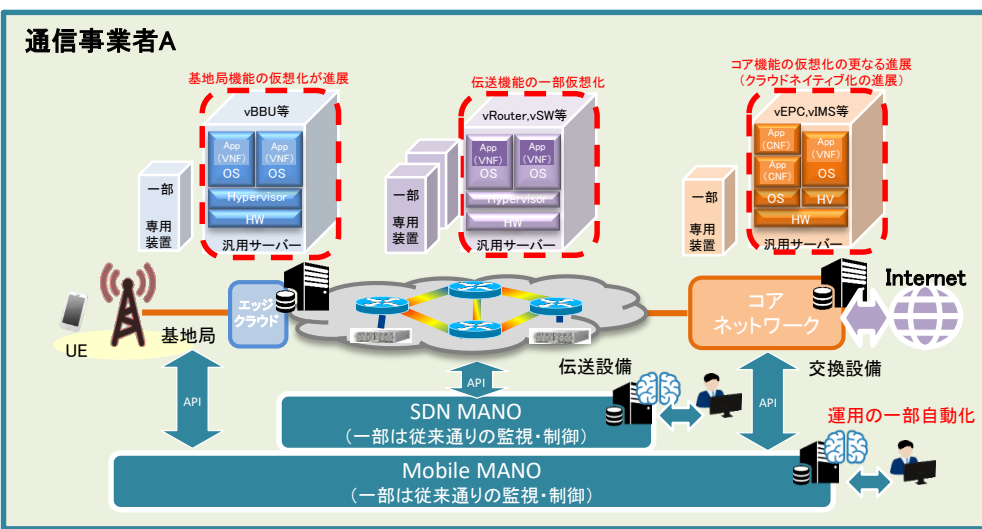 通信事業者A
基地局機能の仮想化が進展
vBBU等
App
(VNF)
OS
App
(VNF)
OS
Hypervisor
HW
汎用サーバー
一部
専用
装置
伝送機能の一部仮想化
vRouter,vSW等
App
(VNF)
OS
App
(VNF)
OS
Hypervisor
HW
汎用サーバー
一部
専用
装置
コア機能の仮想化の更なる進展
（クラウドネイティブ化の進展）
vEPC,vIMS等
App
(CNF)
App
(CNF)
OS
App
(VNF)
OS
HV
HW
汎用サーバー
一部
専用
装置
UE
基地局
エッジ
クラウド
伝送設備
コア
ネットワーク
Internet
交換設備
API
API
API
SDN MANO
（一部は従来通りの監視・制御）
運用の一部自動化
Mobile MANO
（一部は従来通りの監視・制御）